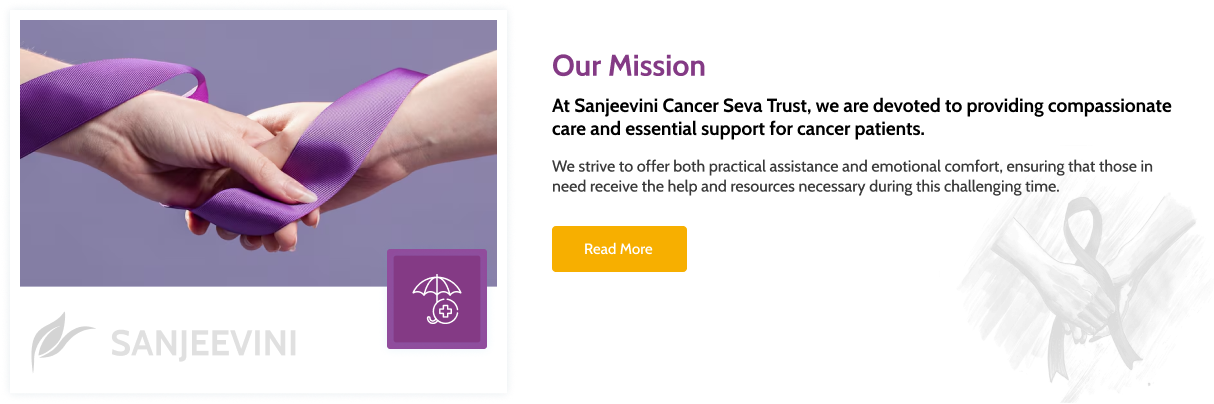 SANJEEVINI
Our Mission
At Sanjeevini Cancer Seva Trust, we are devoted to providing compassionate
care and essential support for cancer patients.
We strive to offer both practical assistance and emotional comfort, ensuring that those in
need receive the help and resources necessary during this challenging time.
Read More